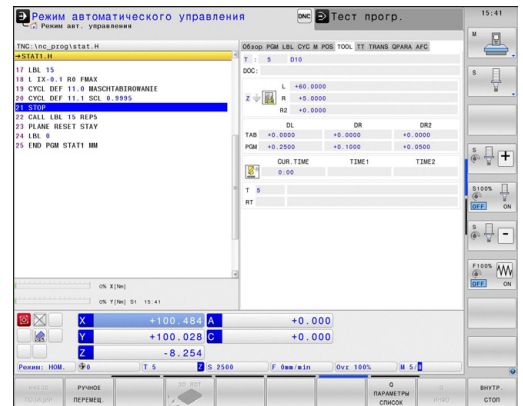 Режим автоматического управления
Режим авт. управления
DNC
Тест прогр.
15:41
TNC:\nc_prog\stat.H
→STAT1.H
17 LBL 15
18 L IX-0.1 R0 FMAX
19 CYCL DEF 11.0 MASCHTABIROWANIE
20 CYCL DEF 11.1 SCL 0.9995
21 STOP
22 CALL LBL 15 REP5
23 PLANE RESET STAY
24 LBL 0
25 END PGM STAT1 MM
Обзор PGM LBL CYC M POS TOOL TT TRANS QPARA AFC
T : 5 D10
DOC:
Z L +60.0000
R +5.0000
R2 +0.0000
DL DR DR2
TAB +0.0000 +0.0000 +0.0000
PGM +0.2500 +0.1000 +0.0500
CUR.TIME TIME1 TIME2
0:00
T 5
RT
0% X[Nm]
0% Y[Nm] S1 15:41
X +100.484 A +0.000
Y +100.028 C +0.000
Z -8.254
Режим: НОМ. 0 T 5 Z S 2500 F 0mm/min Ovr 100% M 5/
M
S
S
S100%
OFF ON
S
F100%
OFF ON
РУЧНОЕ ПЕРЕМЕЩ.
3D ROT
Q ПАРАМЕТРЫ СПИСОК
ВНУТР. СТОП